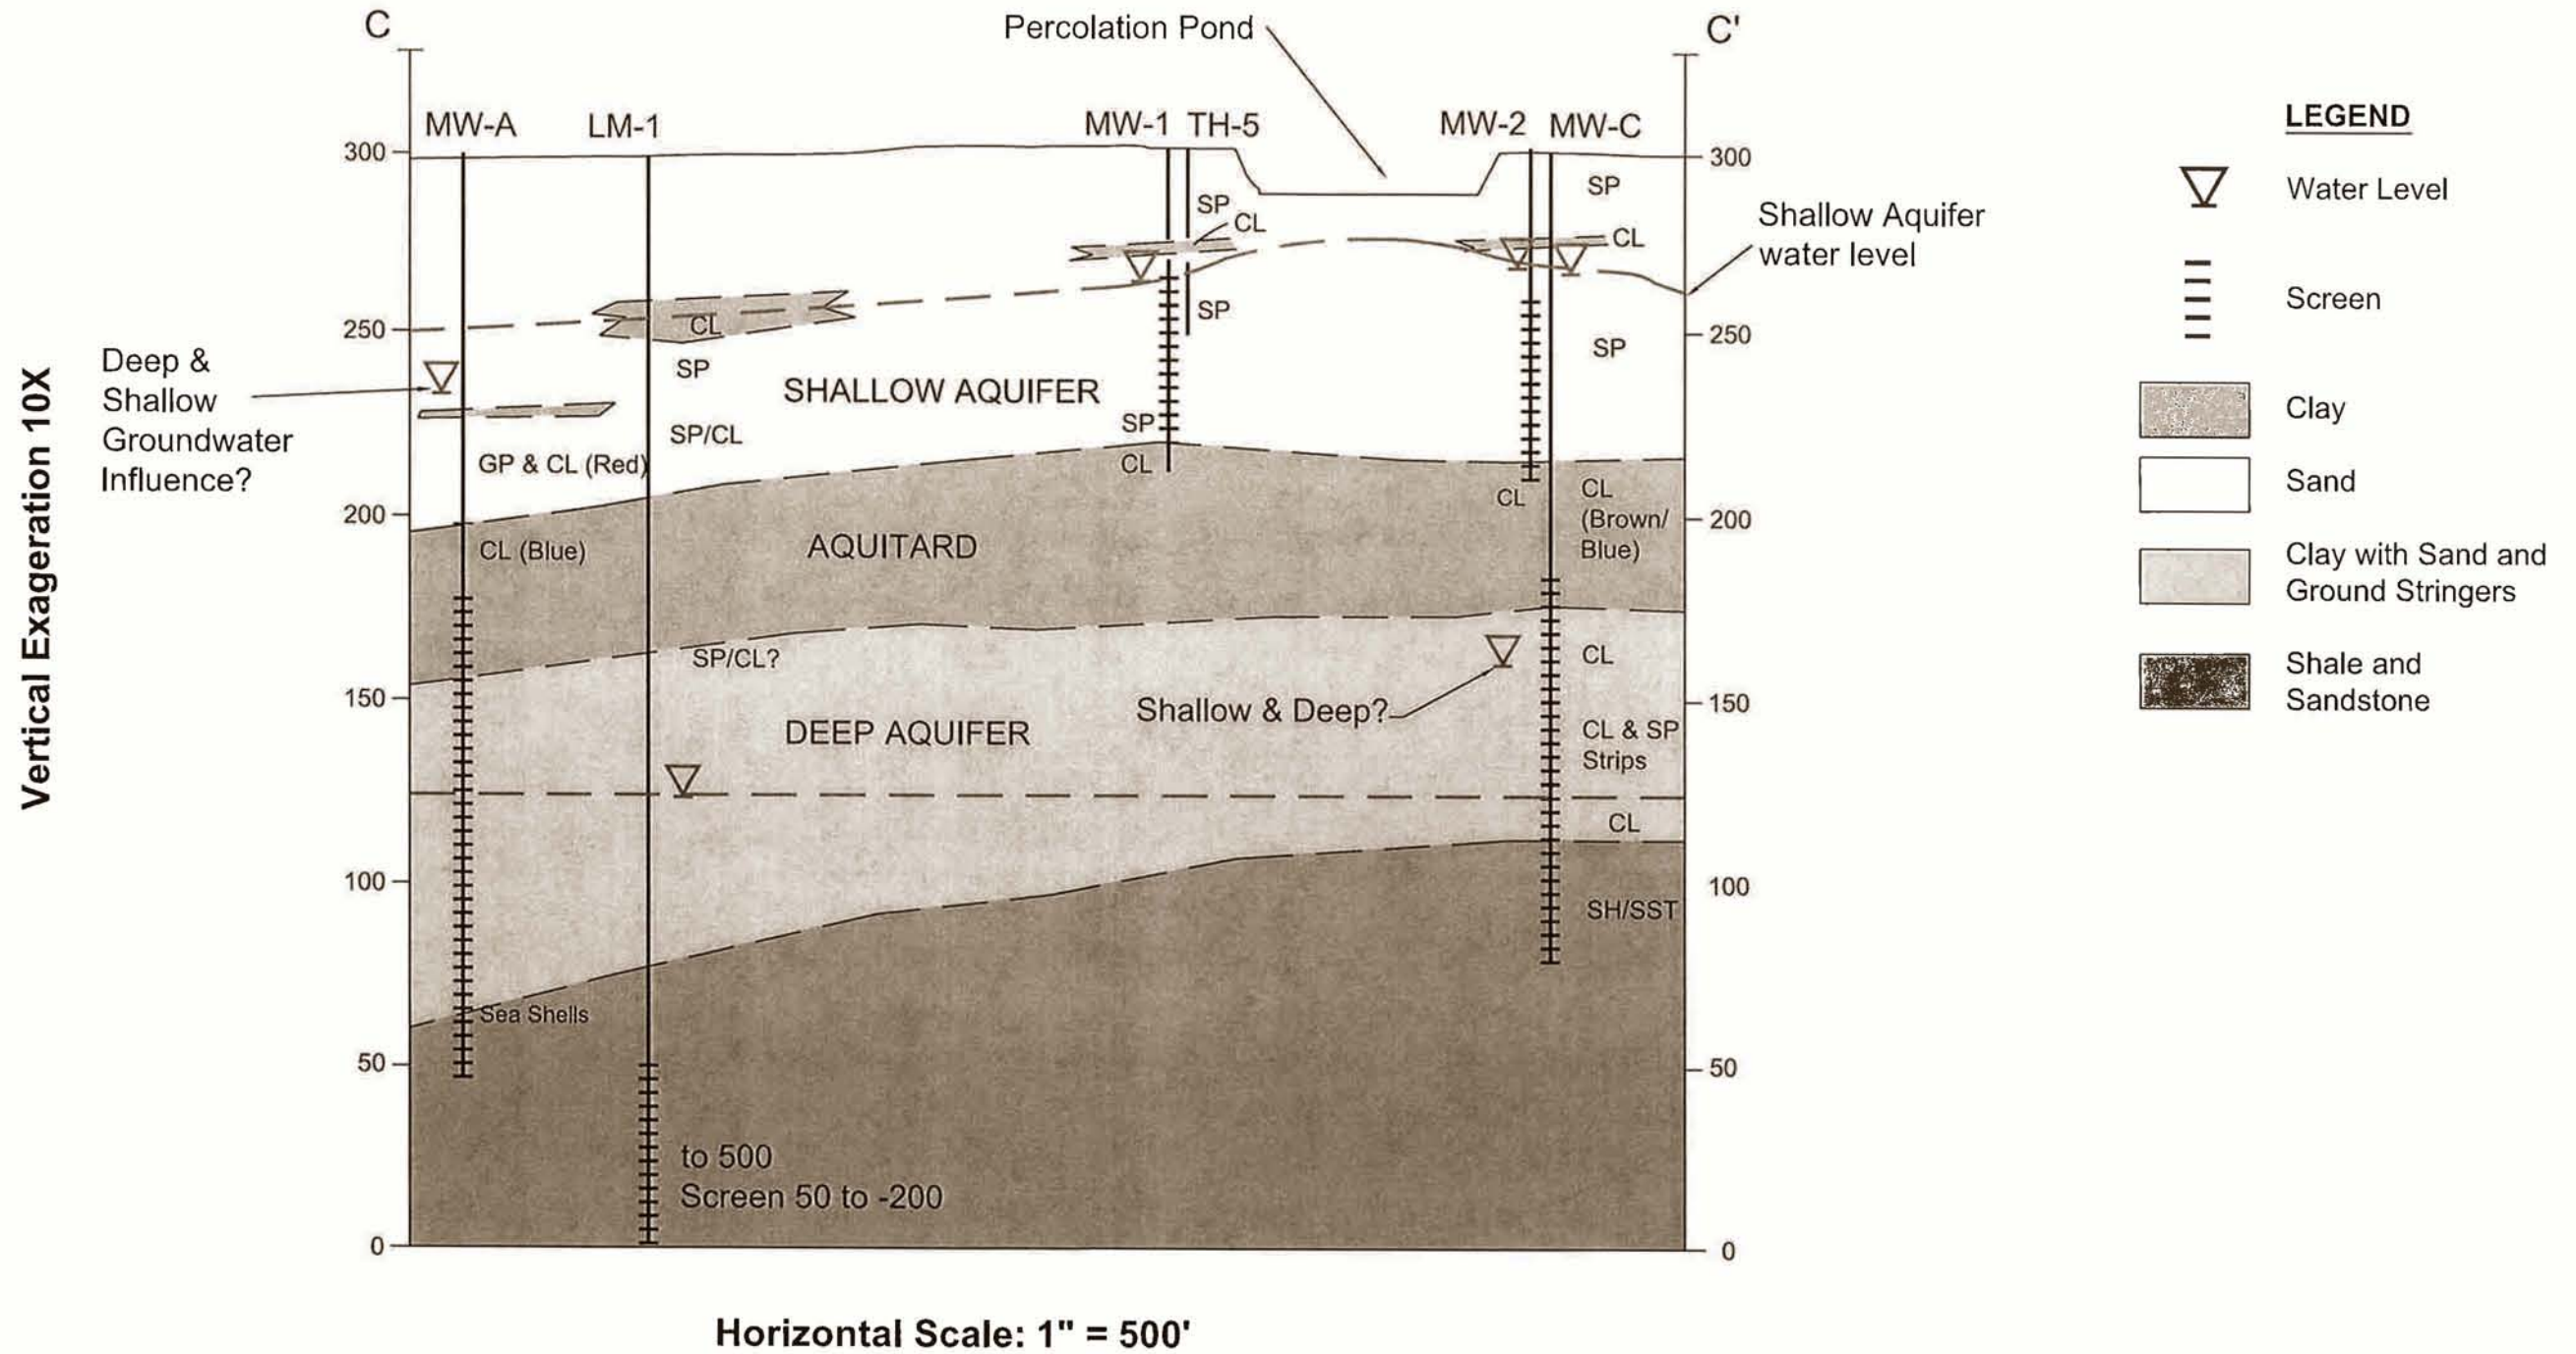 C
Percolation Pond
C'
MW-A
LM-1
MW-1
TH-5
MW-2
MW-C
300
300
SP
SP
CL
CL
Shallow Aquifer
water level
250
250
CL
SP
SP
SP
Deep &
Shallow
Groundwater
Influence?
SHALLOW AQUIFER
SP/CL
SP
GP & CL (Red)
CL
200
200
CL
CL
(Brown/
Blue)
CL (Blue)
AQUITARD
SP/CL?
CL
150
150
Shallow & Deep?
DEEP AQUIFER
CL & SP
Strips
CL
100
100
SH/SST
Sea Shells
50
50
to 500
Screen 50 to -200
0
0
Vertical Exageration 10X
Horizontal Scale: 1" = 500'
LEGEND
Water Level
Screen
Clay
Sand
Clay with Sand and
Ground Stringers
Shale and
Sandstone